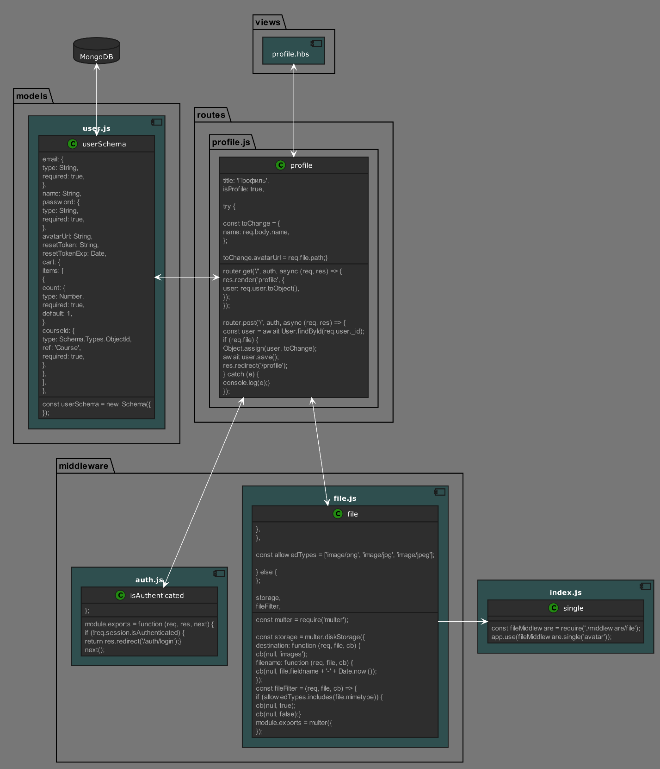 views
profile.hbs
MongoDB
models
user.js
userSchema
email: {
type: String,
required: true,
},
name: String,
password: {
type: String,
required: true,
},
avatarUrl: String,
resetToken: String,
resetTokenExp: Date,
cart: {
items: [
{
count: {
type: Number,
required: true,
default: 1,
}
courseId: {
type: Schema.Types.ObjectId,
ref: 'Course',
required: true,
},
},
],
},
const userSchema = new Schema({
});
routes
profile.js
profile
title: 'Профиль',
isProfile: true,
try {
const toChange = {
name: req.body.name,
};
toChange.avatarUrl = req.file.path;}
router.get('/', auth, async (req, res) => {
res.render('profile', {
user: req.user.toObject(),
});
});
router.post('/', auth, async (req, res) => {
const user = await User.findById(req.user._id);
if (req.file) {
Object.assign(user, toChange);
await user.save();
res.redirect('/profile');
} catch (e) {
console.log(e);}
});
middleware
auth.js
isAuthenticated
};
module.exports = function (req, res, next) {
if (!req.session.isAuthenticated) {
return res.redirect('/auth/login');}
next();
file.js
file
},
},
const allowedTypes = ['image/png', 'image/jpg', 'image/jpeg'];
} else {
};
storage,
fileFilter,
const multer = require('multer');
const storage = multer.diskStorage({
destination: function (req, file, cb) {
cb(null, 'images');
filename: function (req, file, cb) {
cb(null, file.fieldname + '-' + Date.now());
});
const fileFilter = (req, file, cb) => {
if (allowedTypes.includes(file.mimetype)) {
cb(null, true);
cb(null, false);}
module.exports = multer({
});
index.js
single
const fileMiddleware = require('./middleware/file');
app.use(fileMiddleware.single('avatar'));